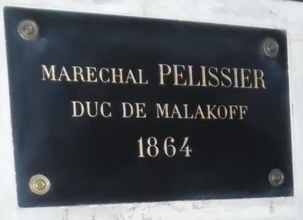 MARECHAL PELISSIER
DUC DE MALAKOFF
1864